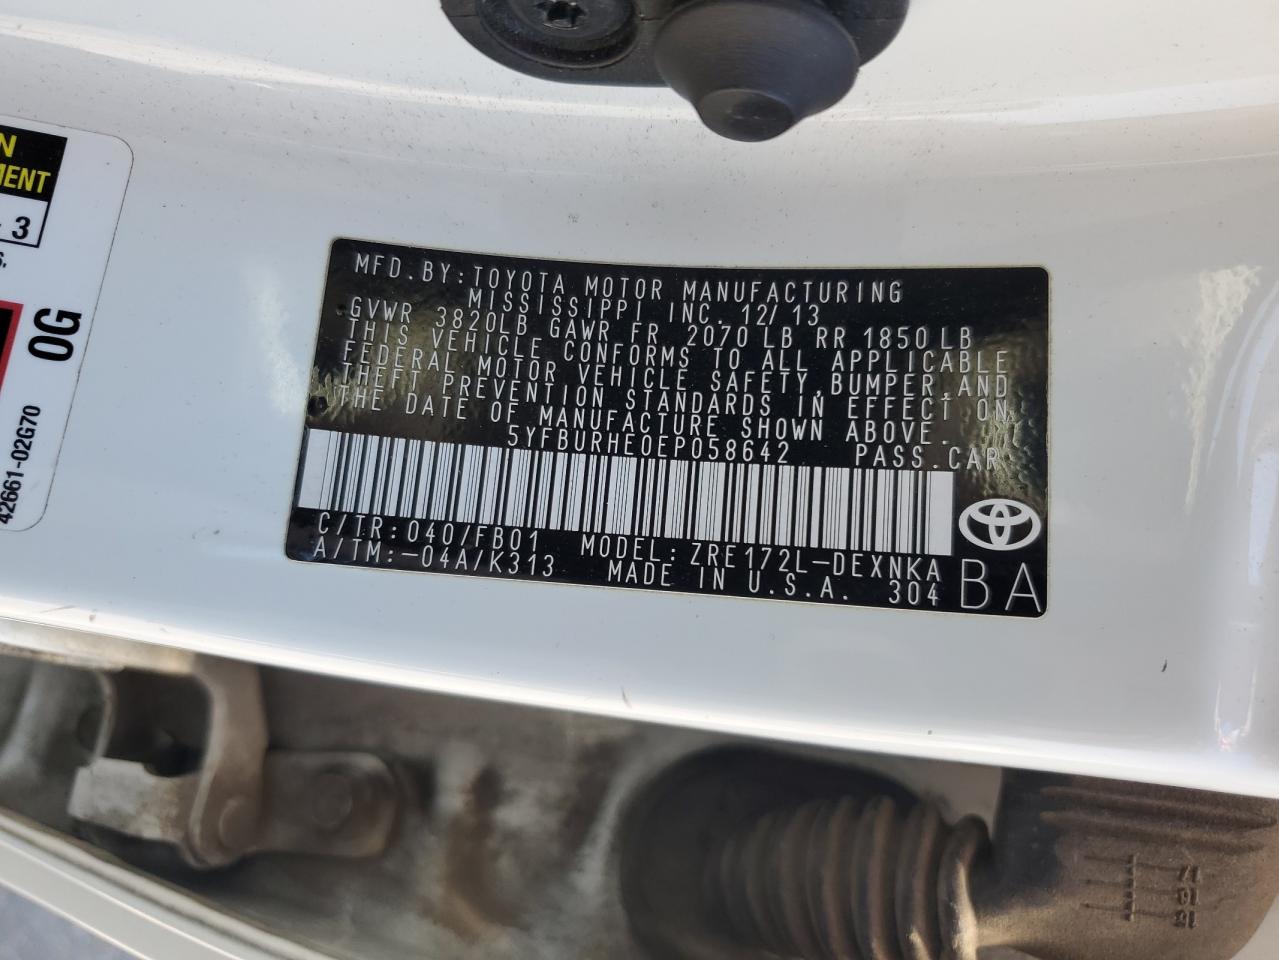 MFD.BY:TOYOTA MOTOR MANUFACTURING
MISSISSIPPI INC. 12/13
GVWR 3820LB GAWR FR 2070LB RR 1850LB
THIS VEHICLE CONFORMS TO ALL APPLICABLE
FEDERAL MOTOR VEHICLE SAFETY,BUMPER,AND
THEFT PREVENTION STANDARDS IN EFFECT ON
THE DATE OF MANUFACTURE SHOWN ABOVE.
5YFBURHE0EP058642 PASS.CAR
C/TR:040/FB01 MODEL:ZRE172L-DEXNKA
A/TM:-04A/K313 MADE IN U.S.A. 304 BA
N
MENT
3
S.
0G
42661-02G70